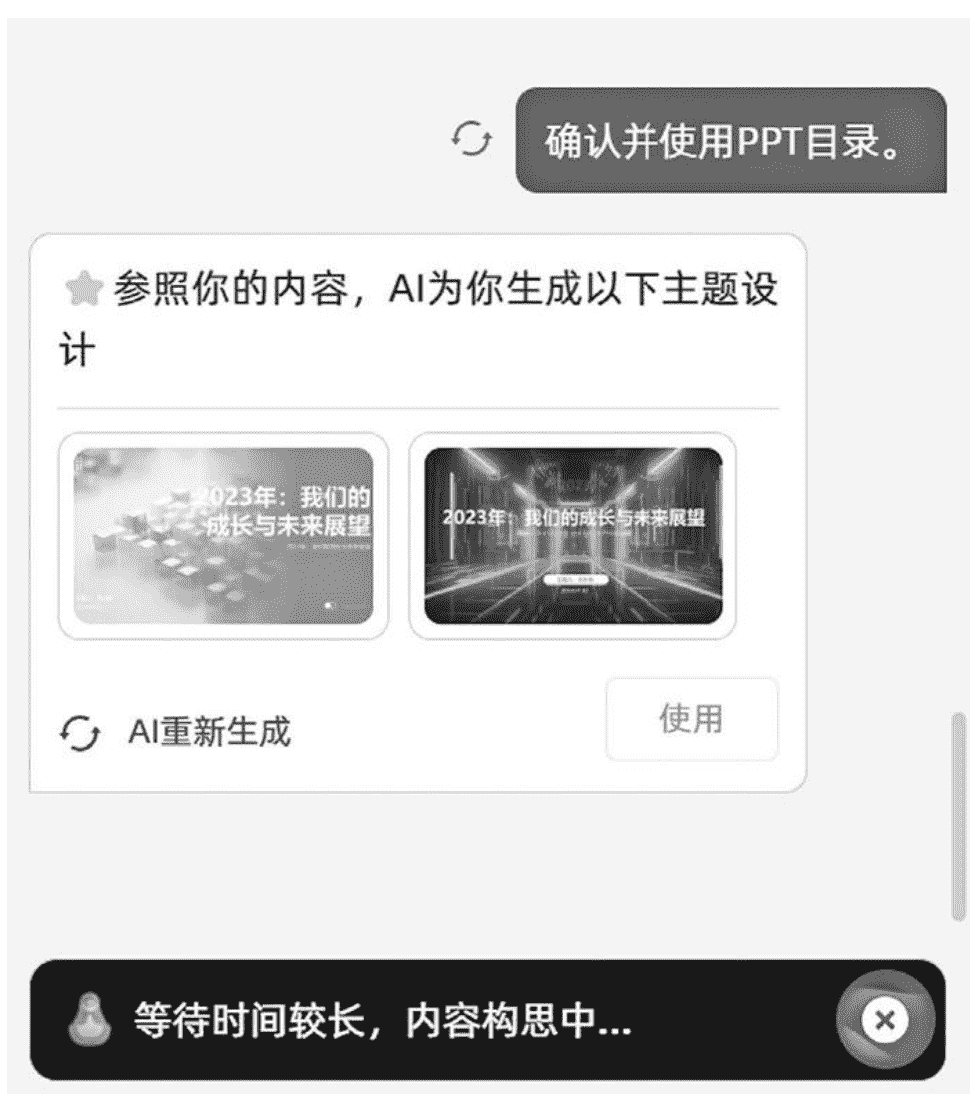 确认并使用PPT目录。
参照你的内容，AI为你生成以下主题设
计
2023年：我们的
成长与未来展望
2023年：我们的成长与未来展望
AI重新生成
使用
等待时间较长，内容构思中...